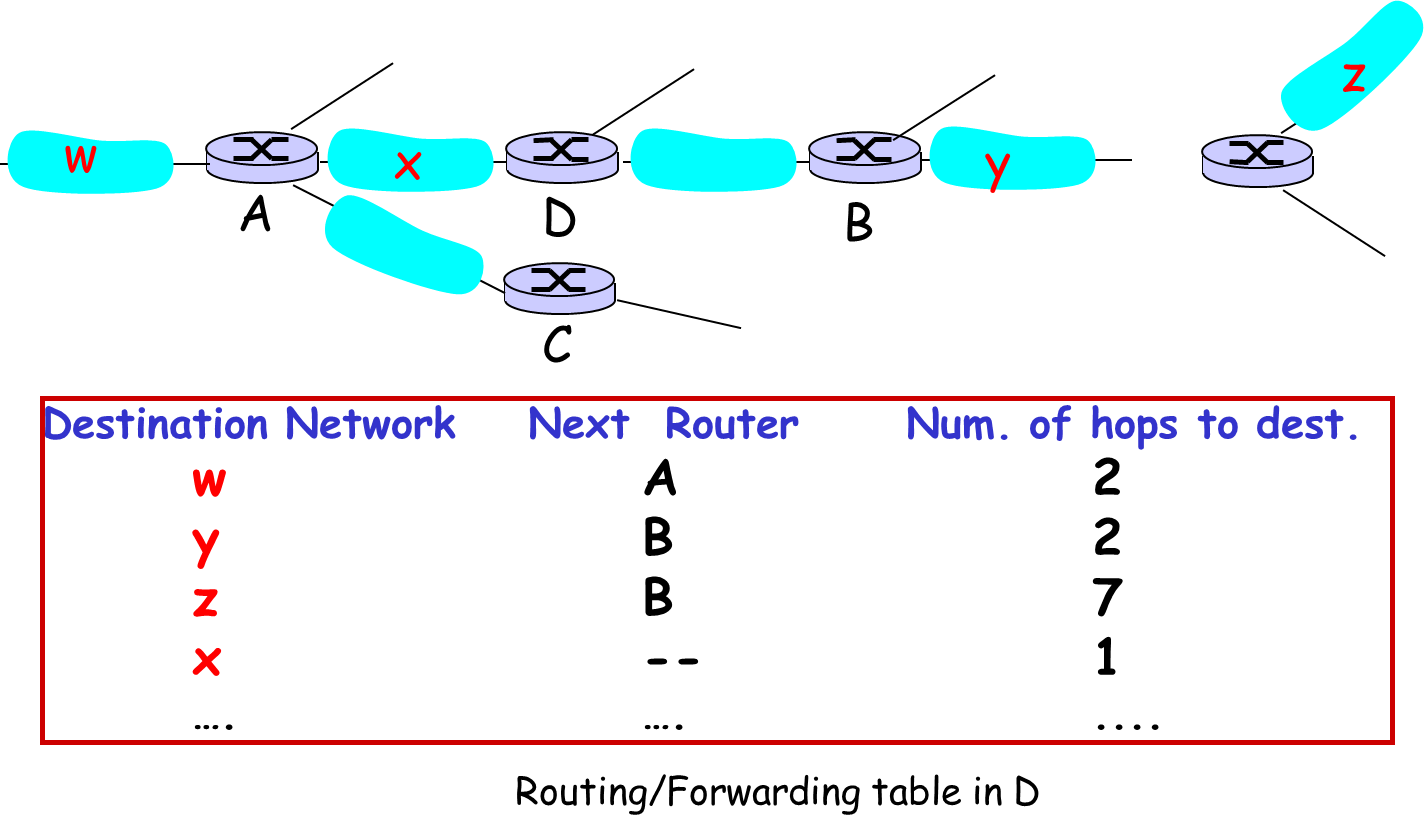 z
w
x
y
A
D
B
C
Destination Network Next Router Num. of hops to dest.
w A 2
y B 2
z B 7
x -- 1
…. …. ....
Routing/Forwarding table in D